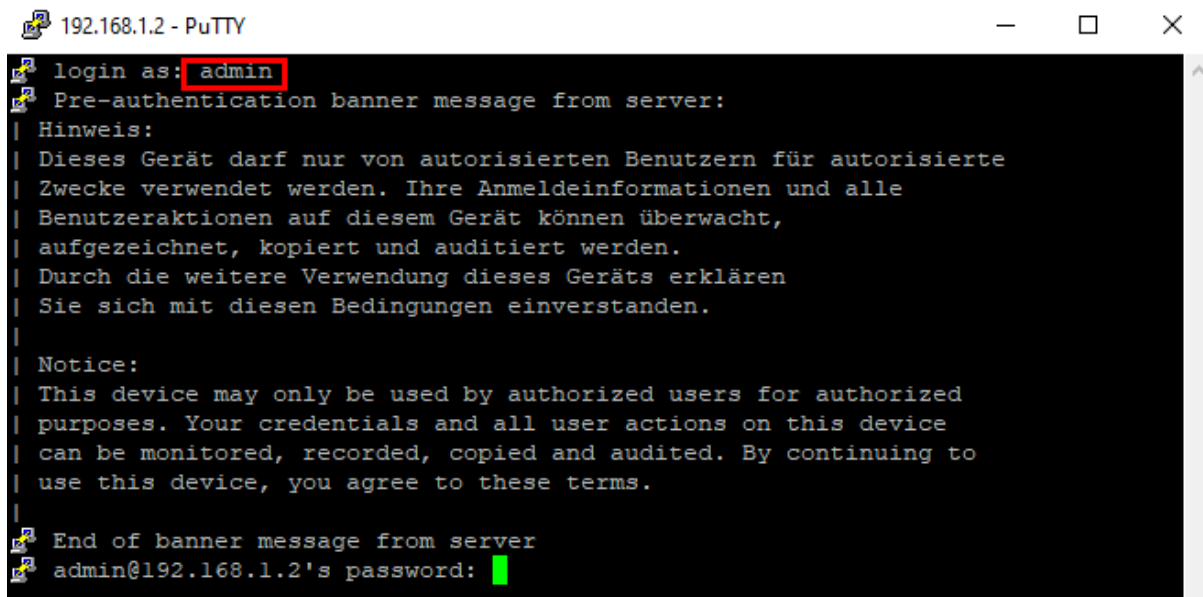 192.168.1.2 - PuTTY
login as: admin
Pre-authentication banner message from server:
| Hinweis:
| Dieses Gerät darf nur von autorisierten Benutzern für autorisierte
| Zwecke verwendet werden. Ihre Anmeldeinformationen und alle
| Benutzeraktionen auf diesem Gerät können überwacht,
| aufgezeichnet, kopiert und auditiert werden.
| Durch die weitere Verwendung dieses Geräts erklären
| Sie sich mit diesen Bedingungen einverstanden.
|
| Notice:
| This device may only be used by authorized users for authorized
| purposes. Your credentials and all user actions on this device
| can be monitored, recorded, copied and audited. By continuing to
| use this device, you agree to these terms.
|
End of banner message from server
admin@192.168.1.2's password: